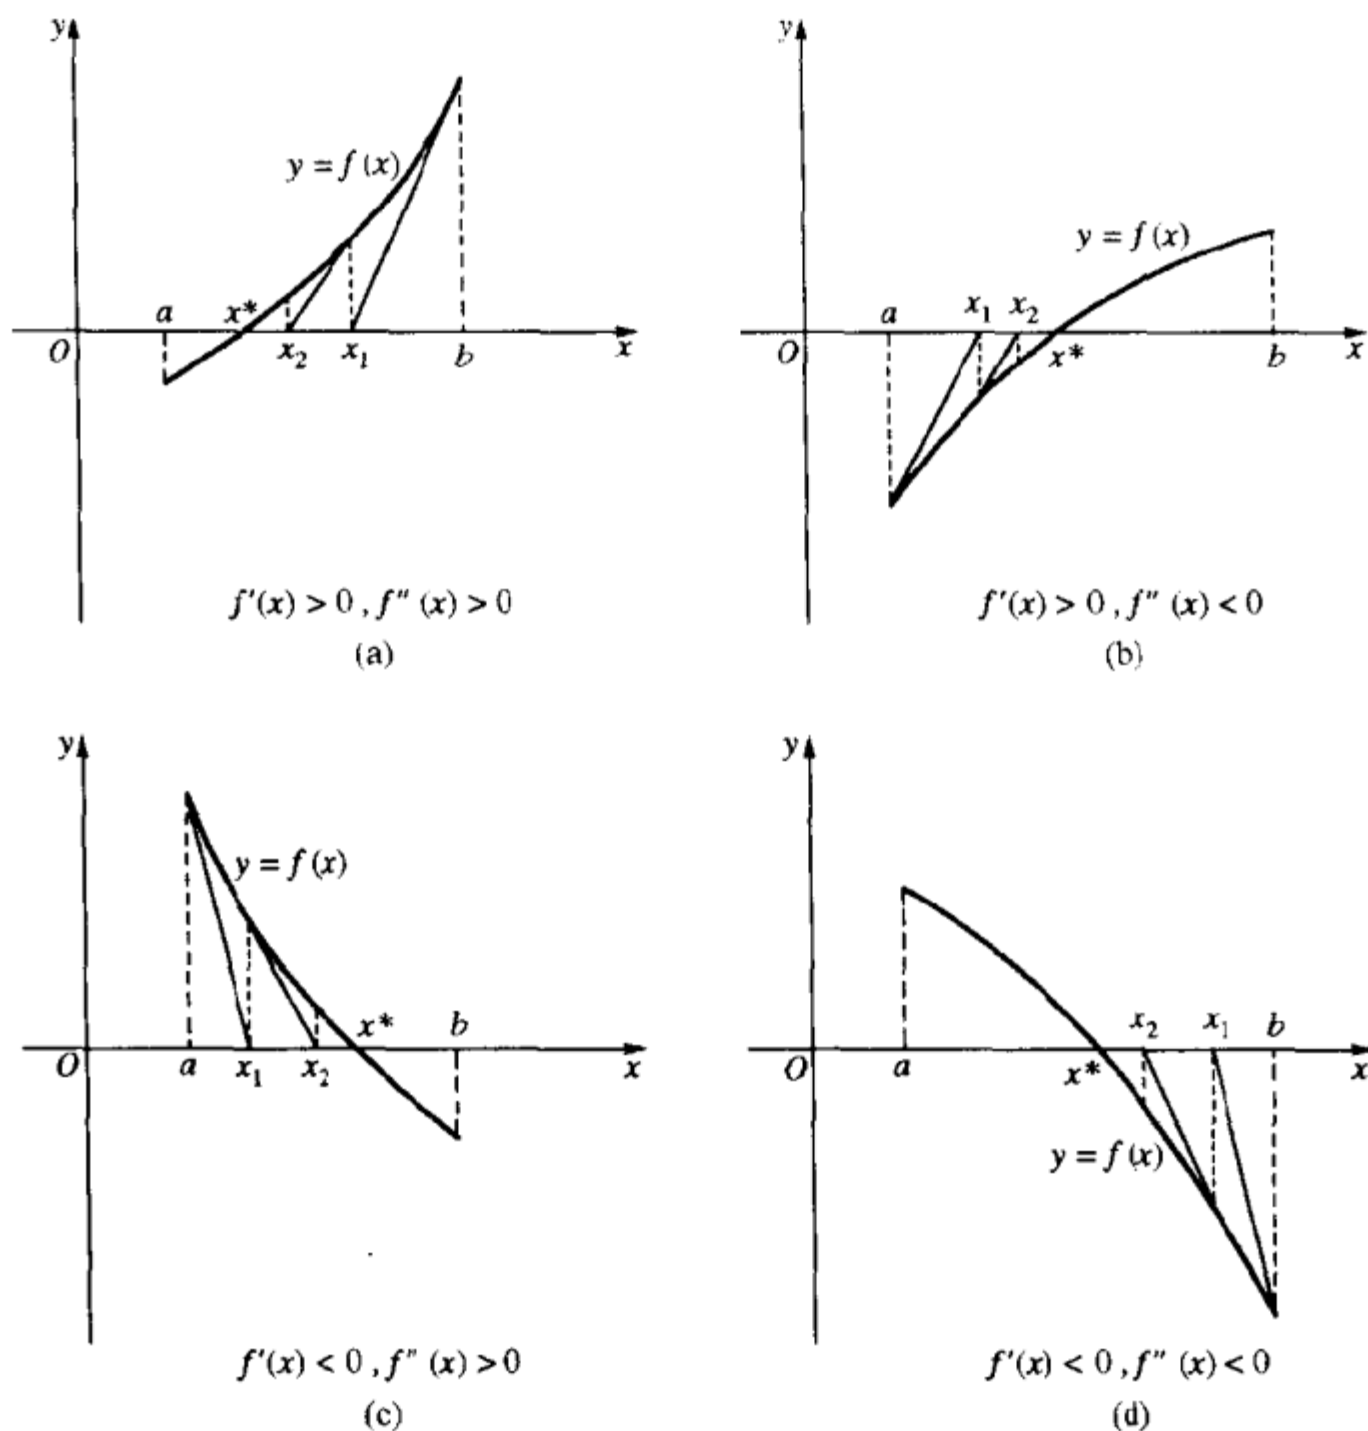 y
y = f (x)
a x*
O x₂ x₁ b x
f′(x) > 0 , f″ (x) > 0
(a)
y
y = f (x)
a x₁ x₂
O x* b x
f′(x) > 0 , f″ (x) < 0
(b)
y
y = f (x)
x* b
O a x₁ x₂ x
f′(x) < 0 , f″ (x) > 0
(c)
y
x₂ x₁ b
O a x* x
y = f (x)
f′(x) < 0 , f″ (x) < 0
(d)